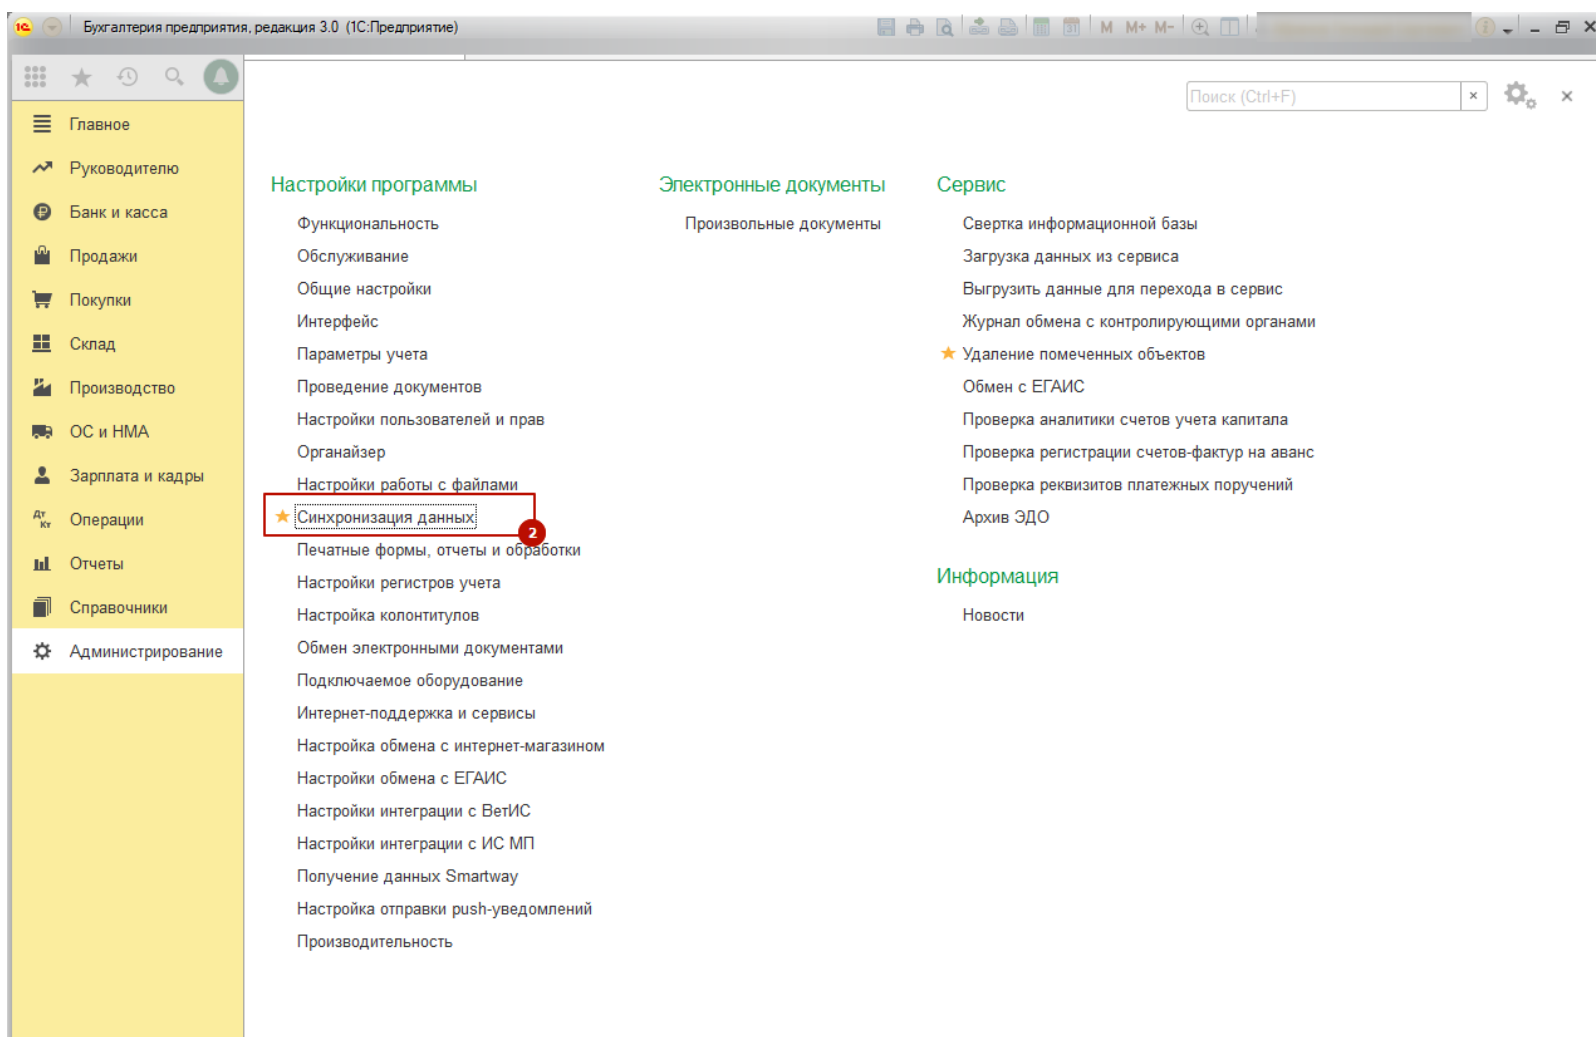 1С Бухгалтерия предприятия, редакция 3.0 (1С:Предприятие)
31 M M+ M-
Поиск (Ctrl+F)
Главное
Руководителю
Банк и касса
Продажи
Покупки
Склад
Производство
ОС и НМА
Зарплата и кадры
Дт Кт Операции
Отчеты
Справочники
Администрирование
Настройки программы
Функциональность
Обслуживание
Общие настройки
Интерфейс
Параметры учета
Проведение документов
Настройки пользователей и прав
Органайзер
Настройки работы с файлами
Синхронизация данных
2
Печатные формы, отчеты и обработки
Настройки регистров учета
Настройка колонтитулов
Обмен электронными документами
Подключаемое оборудование
Интернет-поддержка и сервисы
Настройка обмена с интернет-магазином
Настройки обмена с ЕГАИС
Настройки интеграции с ВетИС
Настройки интеграции с ИС МП
Получение данных Smartway
Настройка отправки push-уведомлений
Производительность
Электронные документы
Произвольные документы
Сервис
Свертка информационной базы
Загрузка данных из сервиса
Выгрузить данные для перехода в сервис
Журнал обмена с контролирующими органами
Удаление помеченных объектов
Обмен с ЕГАИС
Проверка аналитики счетов учета капитала
Проверка регистрации счетов-фактур на аванс
Проверка реквизитов платежных поручений
Архив ЭДО
Информация
Новости